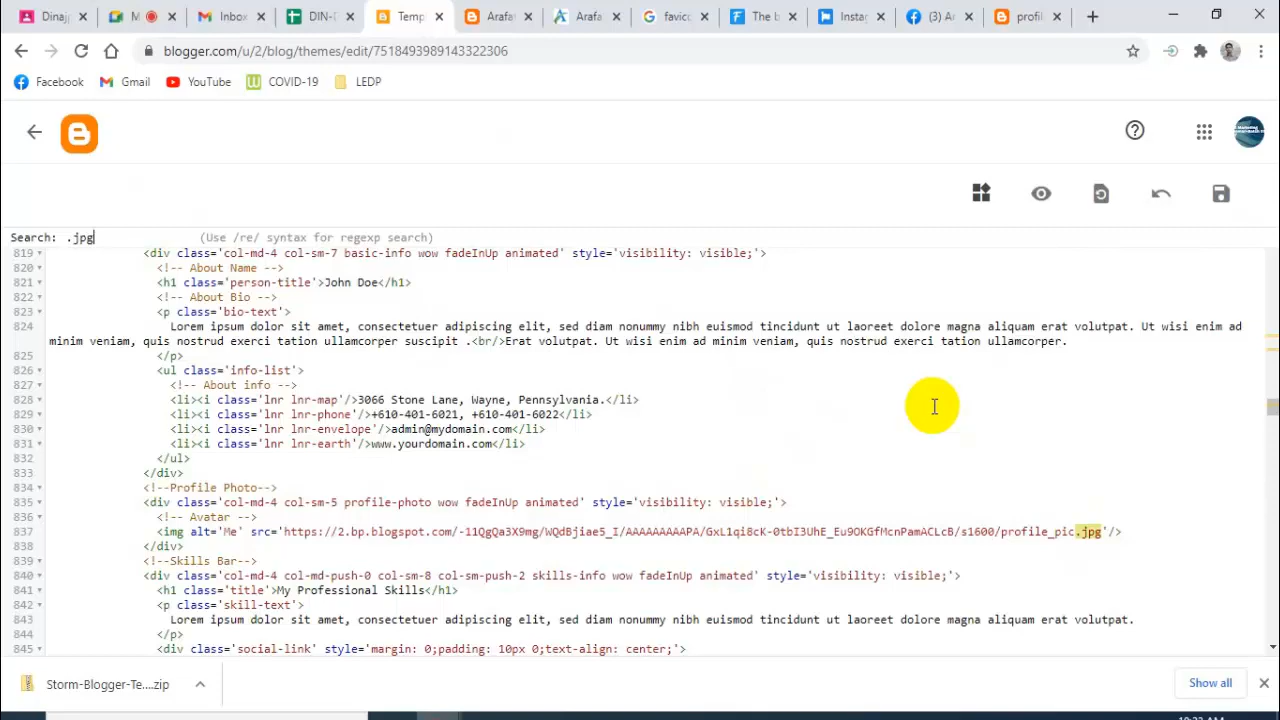 Dinaj
M
Inbox
DIN-D
Temp
Arafat
Arafa
favico
The b
Instag
(3) Ar
profil
blogger.com/u/2/blog/themes/edit/7518493989143322306
Facebook
Gmail
YouTube
COVID-19
LEDP
Search: .jpg (Use /re/ syntax for regexp search)
819 <div class='col-md-4 col-sm-7 basic-info wow fadeInUp animated' style='visibility: visible;'>
820 <!-- About Name -->
821 <h1 class='person-title'>John Doe</h1>
822 <!-- About Bio -->
823 <p class='bio-text'>
824 Lorem ipsum dolor sit amet, consectetuer adipiscing elit, sed diam nonummy nibh euismod tincidunt ut laoreet dolore magna aliquam erat volutpat. Ut wisi enim ad
minim veniam, quis nostrud exerci tation ullamcorper suscipit .<br/>Erat volutpat. Ut wisi enim ad minim veniam, quis nostrud exerci tation ullamcorper.
825 </p>
826 <ul class='info-list'>
827 <!-- About info -->
828 <li><i class='lnr lnr-map'/>3066 Stone Lane, Wayne, Pennsylvania.</li>
829 <li><i class='lnr lnr-phone'/>+610-401-6021, +610-401-6022</li>
830 <li><i class='lnr lnr-envelope'/>admin@mydomain.com</li>
831 <li><i class='lnr lnr-earth'/>www.yourdomain.com</li>
832 </ul>
833 </div>
834 <!--Profile Photo-->
835 <div class='col-md-4 col-sm-5 profile-photo wow fadeInUp animated' style='visibility: visible;'>
836 <!-- Avatar -->
837 <img alt='Me' src='https://2.bp.blogspot.com/-11QgQa3X9mg/WQdBjiae5_I/AAAAAAAAAPA/GxL1qi8cK-0tbI3UhE_Eu9OKGfMcnPamACLcB/s1600/profile_pic.jpg'/>
838 </div>
839 <!--Skills Bar-->
840 <div class='col-md-4 col-md-push-0 col-sm-8 col-sm-push-2 skills-info wow fadeInUp animated' style='visibility: visible;'>
841 <h1 class='title'>My Professional Skills</h1>
842 <p class='skill-text'>
843 Lorem ipsum dolor sit amet, consectetuer adipiscing elit, sed diam nonummy nibh euismod tincidunt ut laoreet dolore magna aliquam erat volutpat.
844 </p>
845 <div class='social-link' style='margin: 0;padding: 10px 0;text-align: center;'>
Storm-Blogger-Te....zip
Show all